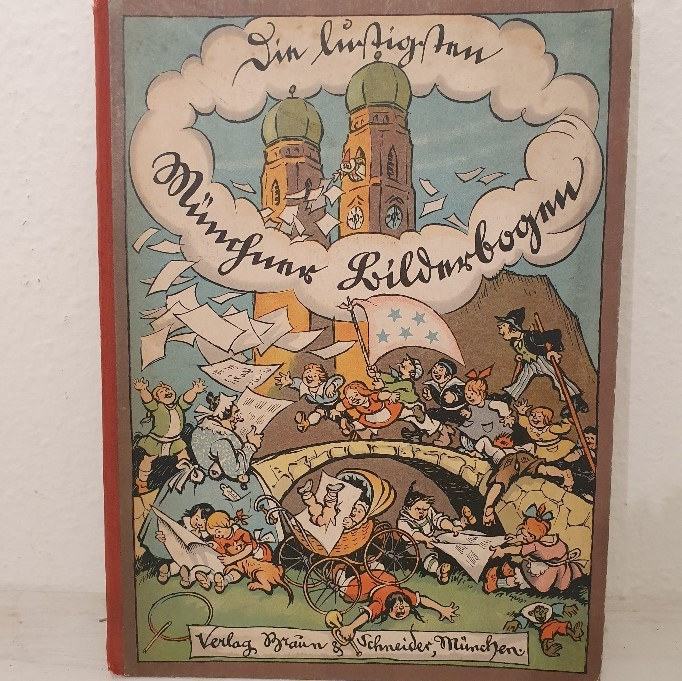 Die lustigsten
Münchner Bilderbogen
Verlag Braun & Schneider, München.